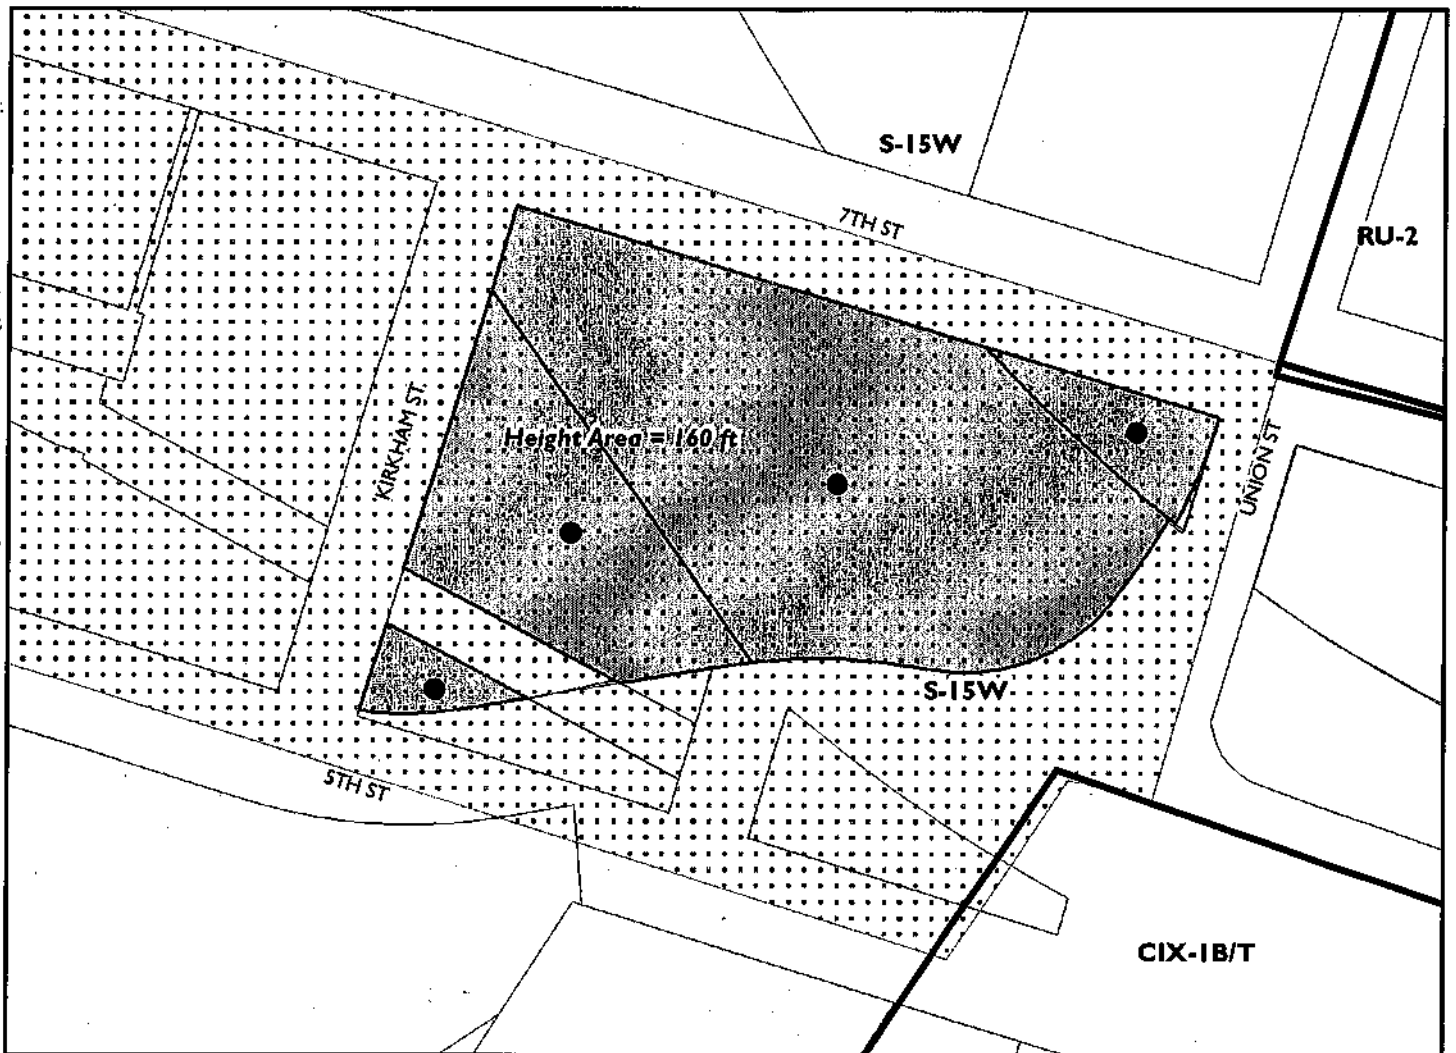 S-15W
7TH ST
RU-2
KIRKHAM ST.
Height Area = 160 ft
UNION ST
S-15W
5TH ST
CIX-1B/T